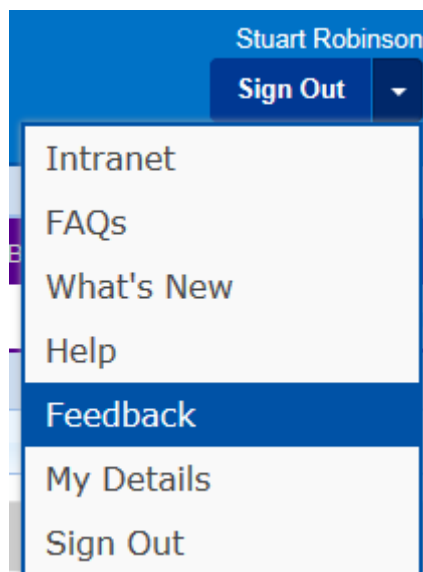 Stuart Robinson
Sign Out
Intranet
FAQs
What's New
Help
Feedback
My Details
Sign Out